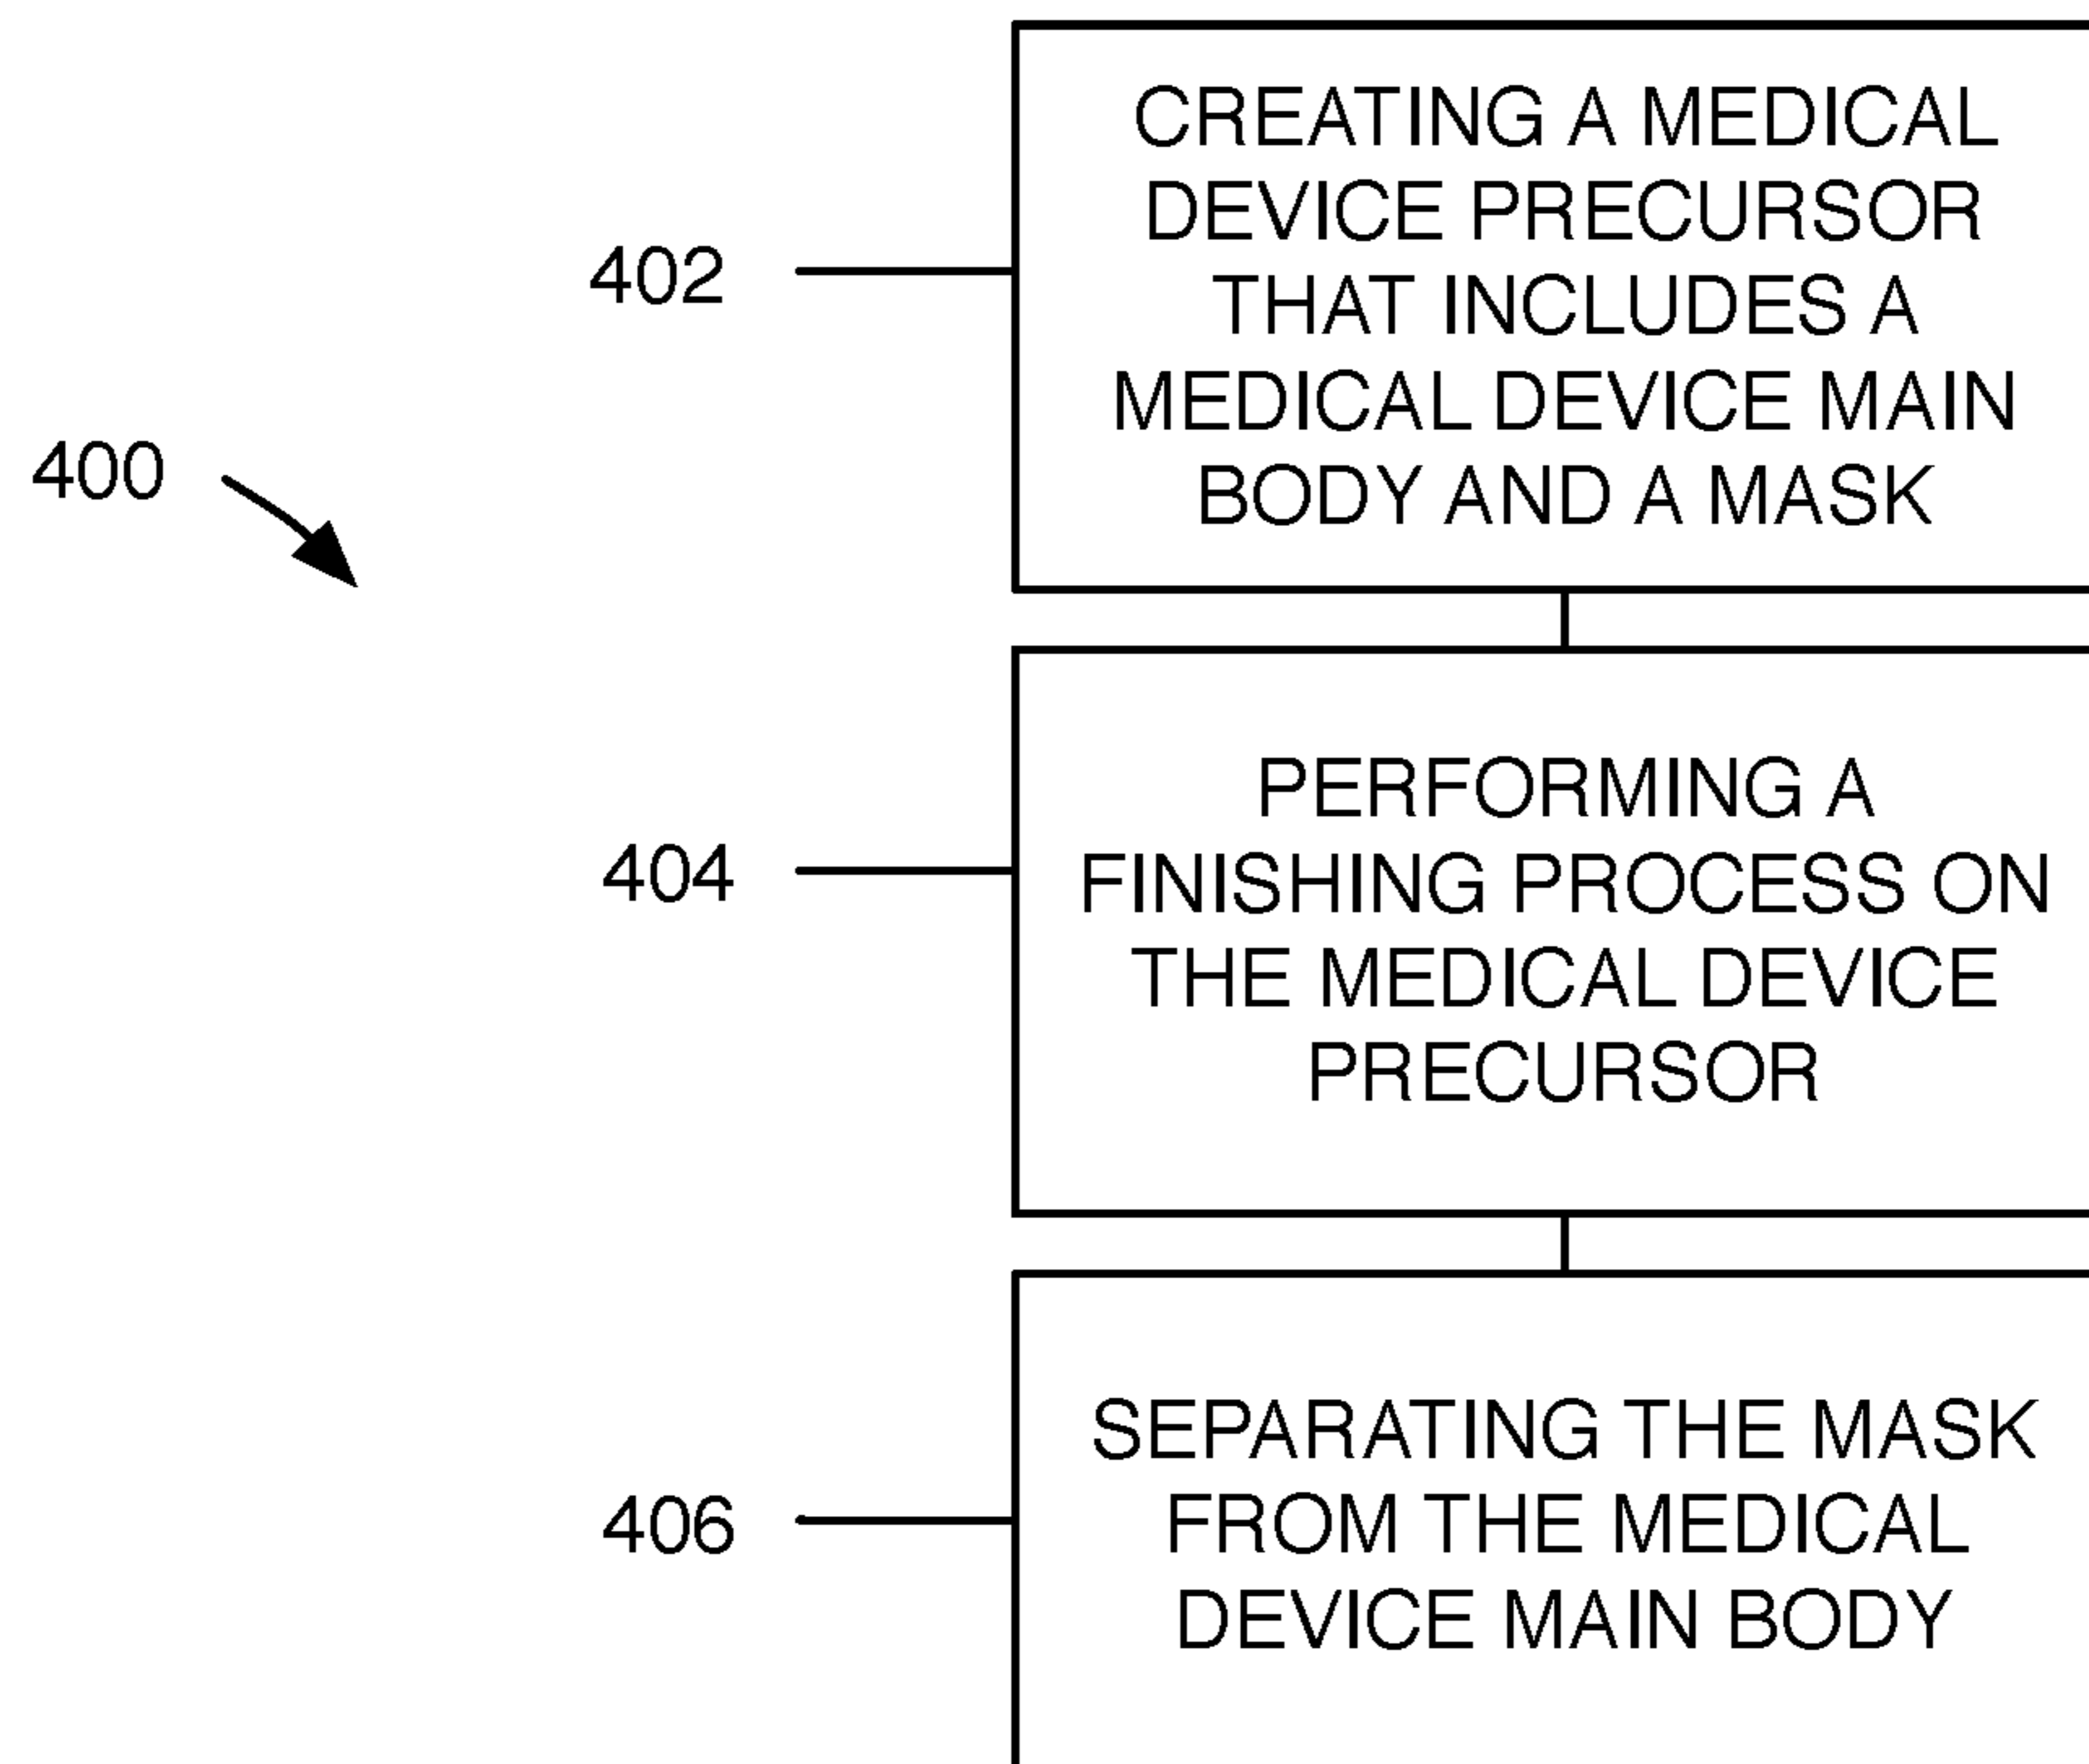 CREATING A MEDICAL
DEVICE PRECURSOR
THAT INCLUDES A
MEDICAL DEVICE MAIN
BODY AND A MASK
402
400
PERFORMING A
FINISHING PROCESS ON
THE MEDICAL DEVICE
PRECURSOR
404
SEPARATING THE MASK
FROM THE MEDICAL
DEVICE MAIN BODY
406